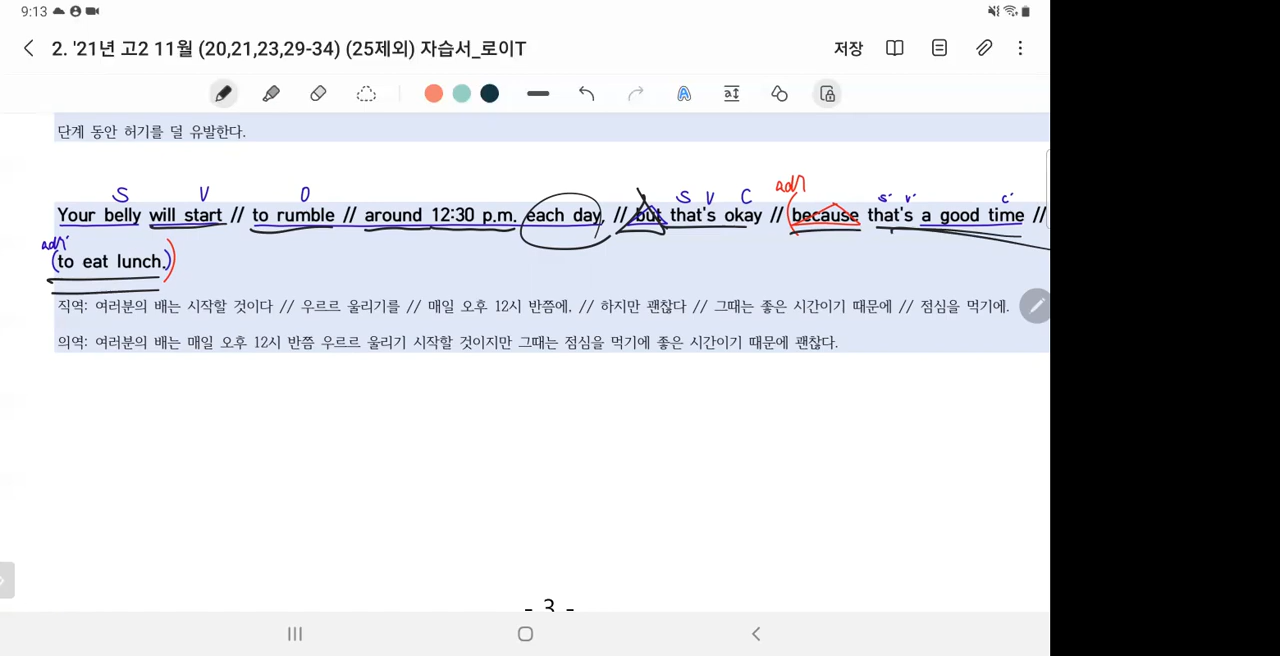 9:13
2. '21년 고2 11월 (20,21,23,29-34) (25제외) 자습서_로이T
저장
단계 동안 허기를 덜 유발한다.
S V O S V C adv
Your belly will start // to rumble // around 12:30 p.m. each day, // but that's okay // (because that's a good time //
s' v' c'
adv'
(to eat lunch.))
직역: 여러분의 배는 시작할 것이다 // 우르르 울리기를 // 매일 오후 12시 반쯤에, // 하지만 괜찮다 // 그때는 좋은 시간이기 때문에 // 점심을 먹기에.
의역: 여러분의 배는 매일 오후 12시 반쯤 우르르 울리기 시작할 것이지만 그때는 점심을 먹기에 좋은 시간이기 때문에 괜찮다.
- 3 -